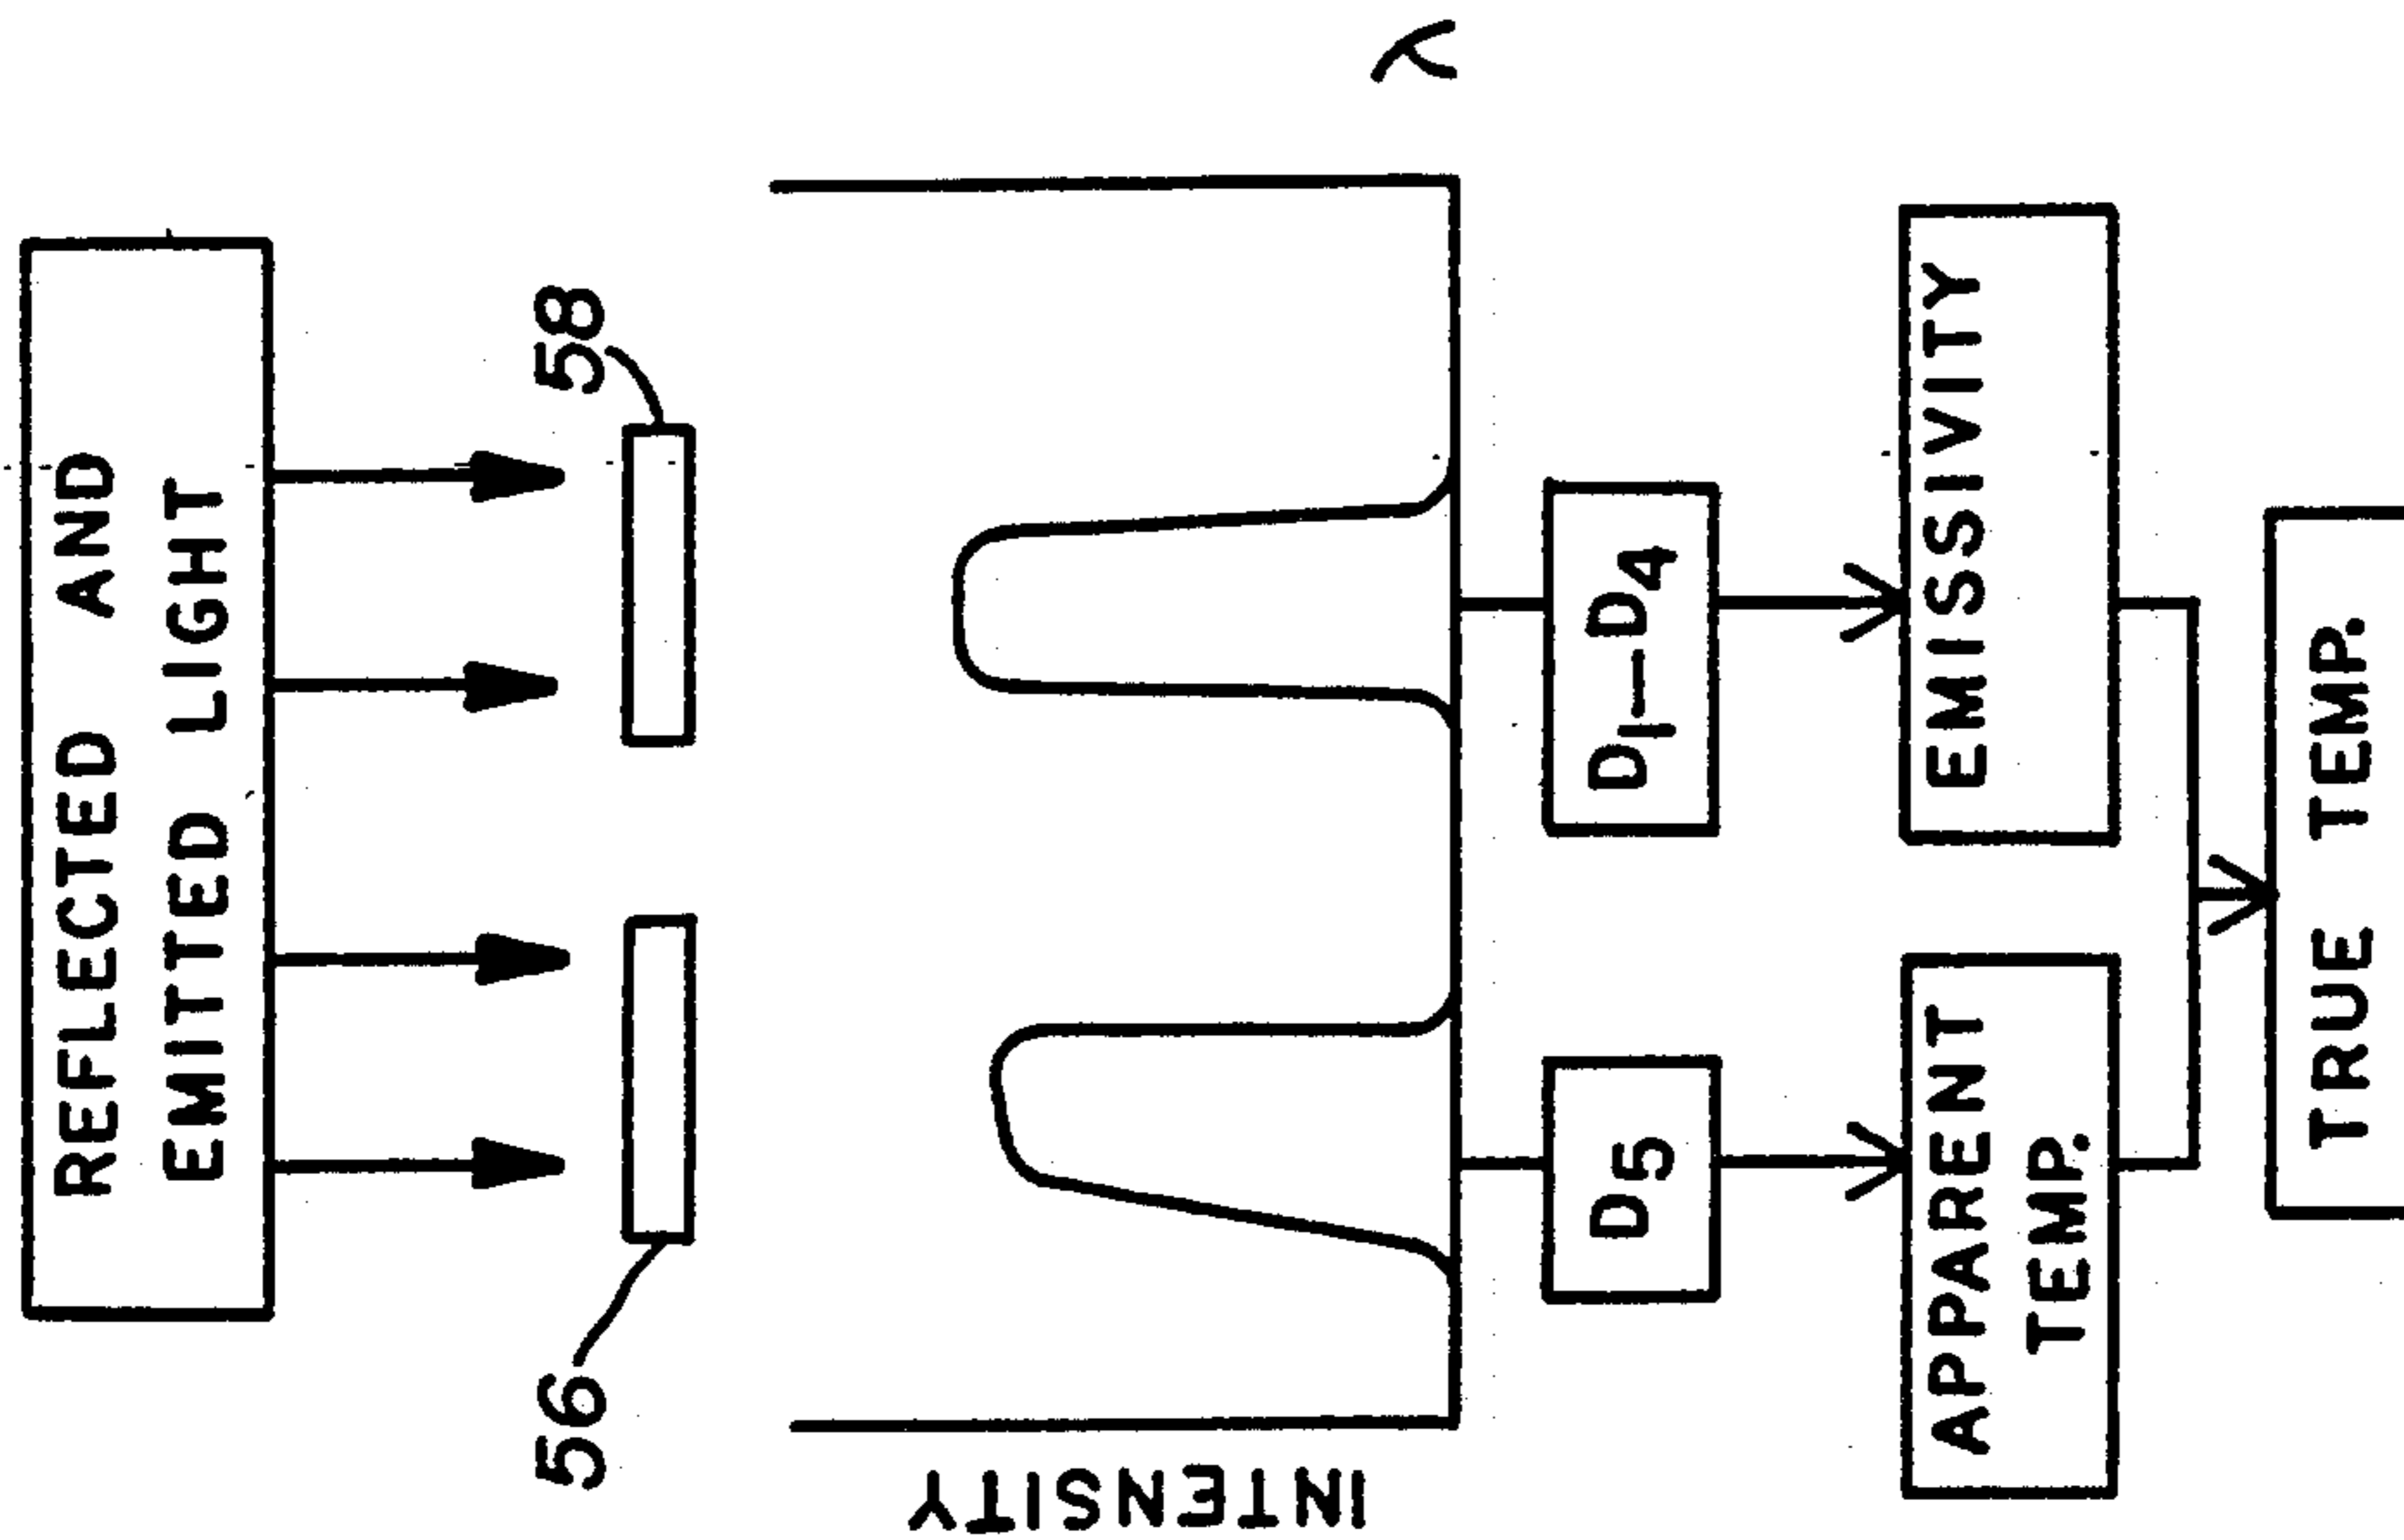 REFLECTED AND
EMITTED LIGHT
56
58
INTENSITY
λ
D5
D1–D4
APPARENT
TEMP.
EMISSIVITY
TRUE TEMP.